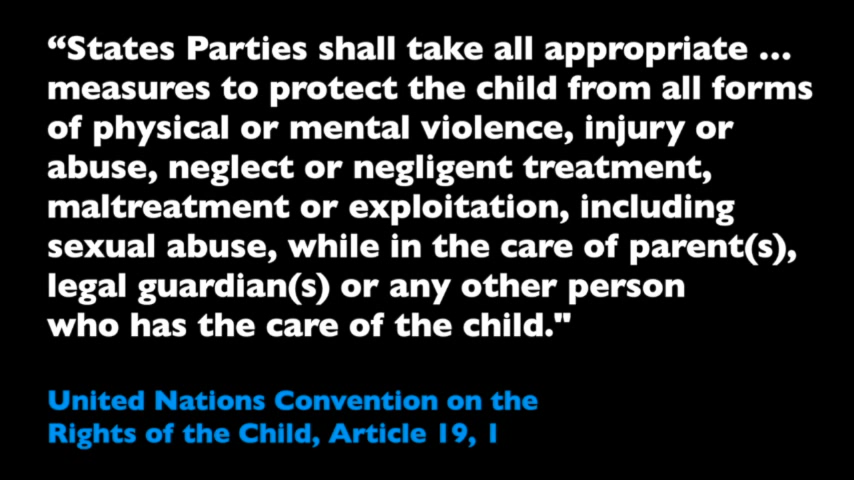 “States Parties shall take all appropriate ...
measures to protect the child from all forms
of physical or mental violence, injury or
abuse, neglect or negligent treatment,
maltreatment or exploitation, including
sexual abuse, while in the care of parent(s),
legal guardian(s) or any other person
who has the care of the child."
United Nations Convention on the
Rights of the Child, Article 19, 1